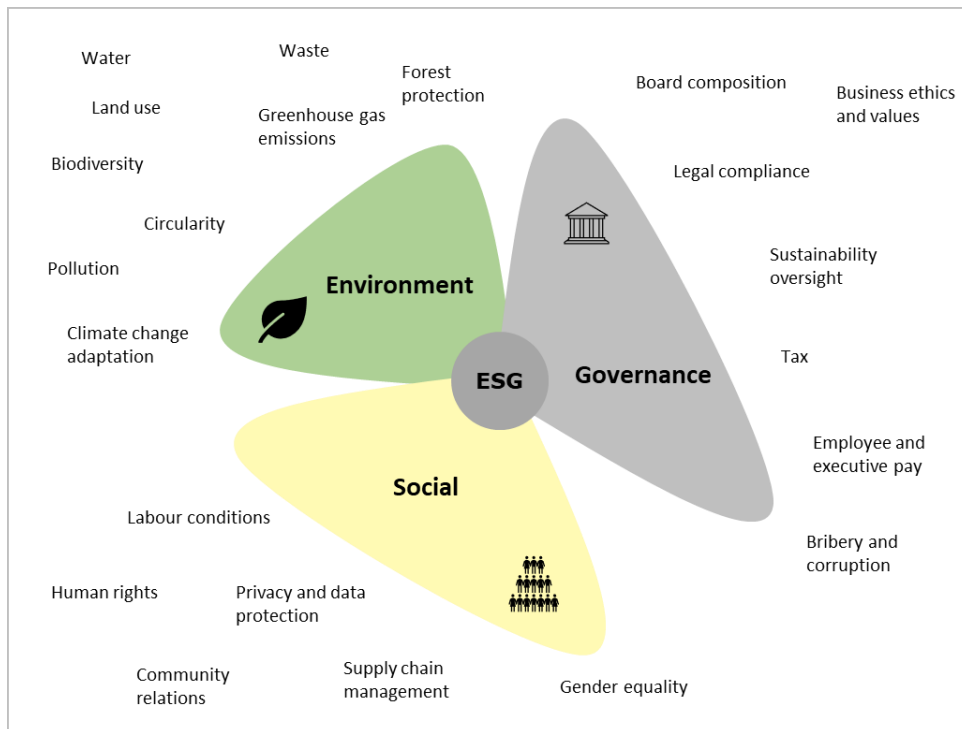 Water
Waste
Forest
protection
Land use
Greenhouse gas
emissions
Biodiversity
Circularity
Pollution
Climate change
adaptation
Environment
Board composition
Business ethics
and values
Legal compliance
Sustainability
oversight
Tax
Governance
Employee and
executive pay
Bribery and
corruption
ESG
Social
Labour conditions
Human rights
Privacy and data
protection
Community
relations
Supply chain
management
Gender equality